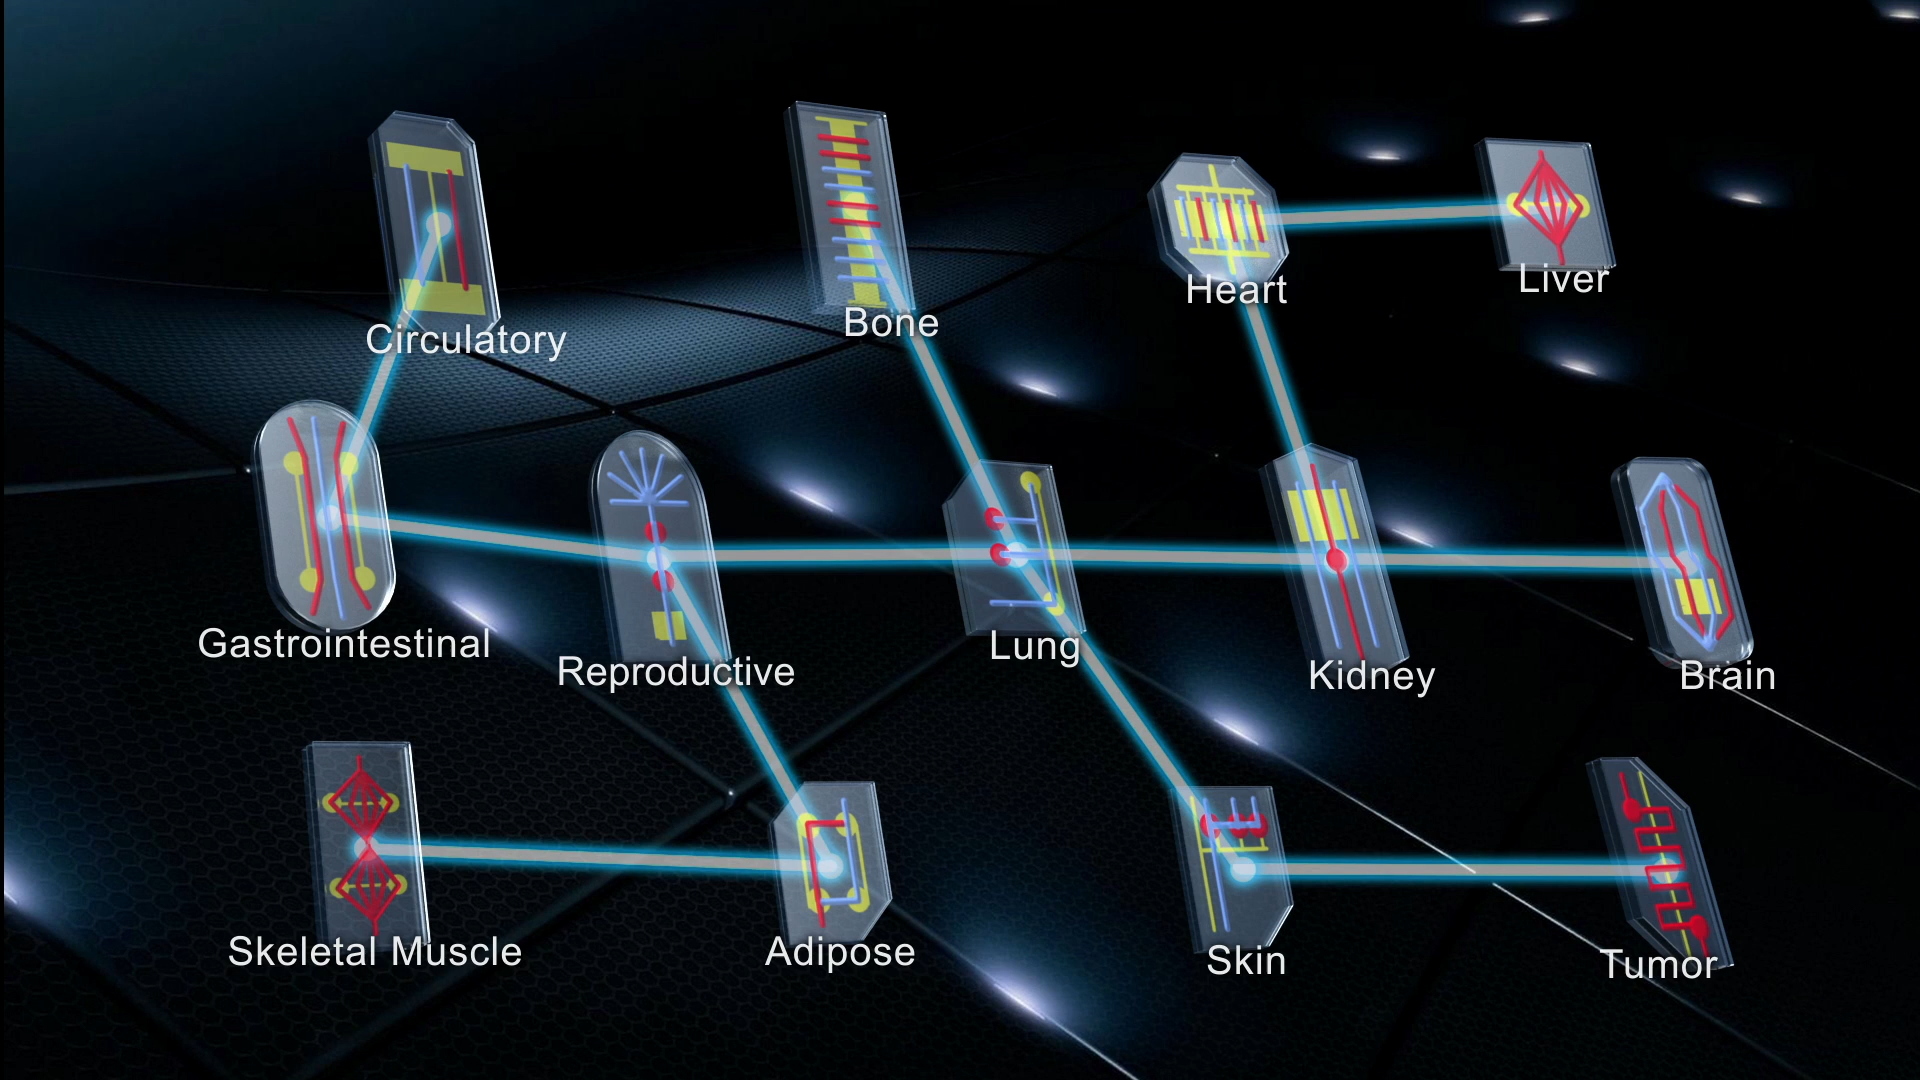 Circulatory
Bone
Heart
Liver
Gastrointestinal
Reproductive
Lung
Kidney
Brain
Skeletal Muscle
Adipose
Skin
Tumor